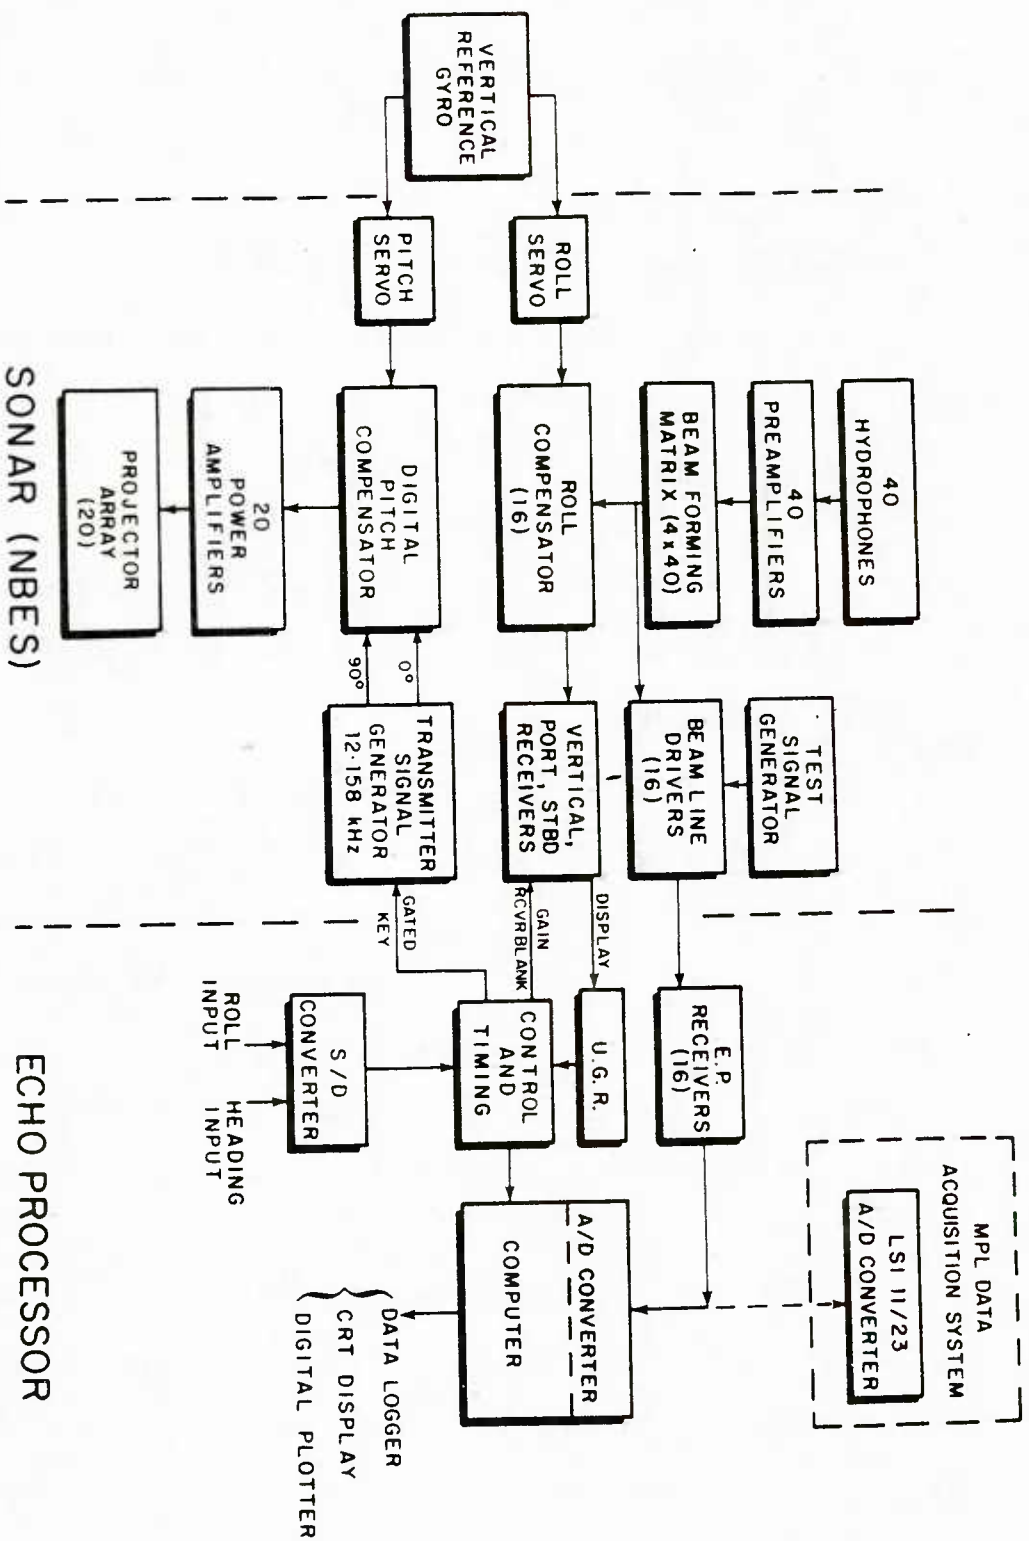 VERTICAL
REFERENCE
GYRO
ROLL
SERVO
PITCH
SERVO
40
HYDROPHONES
40
PREAMPLIFIERS
BEAM FORMING
MATRIX (4x40)
ROLL
COMPENSATOR
(16)
DIGITAL
PITCH
COMPENSATOR
20
POWER
AMPLIFIERS
PROJECTOR
ARRAY
(20)
TEST
SIGNAL
GENERATOR
BEAM LINE
DRIVERS
(16)
VERTICAL,
PORT, STBD
RECEIVERS
0°
90°
TRANSMITTER
SIGNAL
GENERATOR
12·158 kHz
DISPLAY
GAIN
RCVRBLANK
GATED
KEY
E.P.
RECEIVERS
(16)
U.G.R.
CONTROL
AND
TIMING
S/D
CONVERTER
ROLL
INPUT
HEADING
INPUT
MPL DATA
ACQUISITION SYSTEM
LSI 11/23
A/D CONVERTER
A/D CONVERTER
COMPUTER
DATA LOGGER
CRT DISPLAY
DIGITAL PLOTTER
SONAR (NBES)
ECHO PROCESSOR